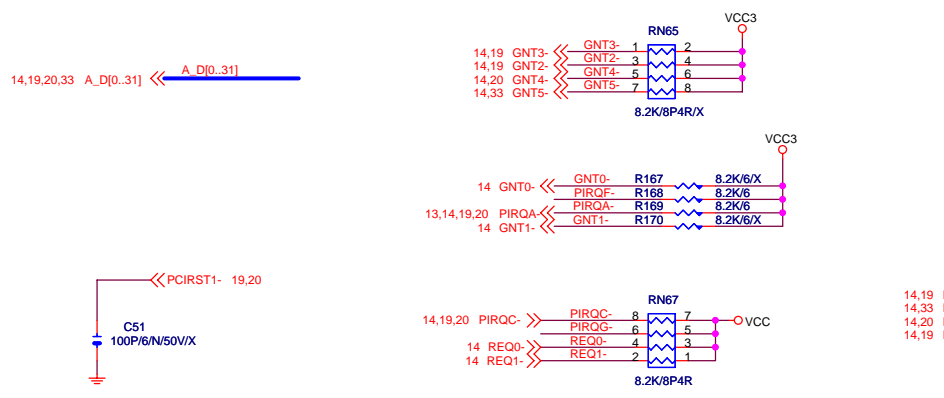 RN65
VCC3
14,19 GNT3- GNT3- 1 2
14,19 GNT2- GNT2- 3 4
14,20 GNT4- GNT4- 5 6
14,33 GNT5- GNT5- 7 8
8.2K/8P4R/X
14,19,20,33 A_D[0..31] A_D[0..31]
VCC3
14 GNT0- GNT0- R167 8.2K/6/X
PIRQF- R168 8.2K/6
13,14,19,20 PIRQA- PIRQA- R169 8.2K/6
14 GNT1- GNT1- R170 8.2K/6/X
PCIRST1- 19,20
C51
100P/6/N/50V/X
RN67
14,19,20 PIRQC- PIRQC- 8 7 VCC
PIRQG- 6 5
14 REQ0- REQ0- 4 3
14 REQ1- REQ1- 2 1
8.2K/8P4R
14,19
14,33
14,20
14,19